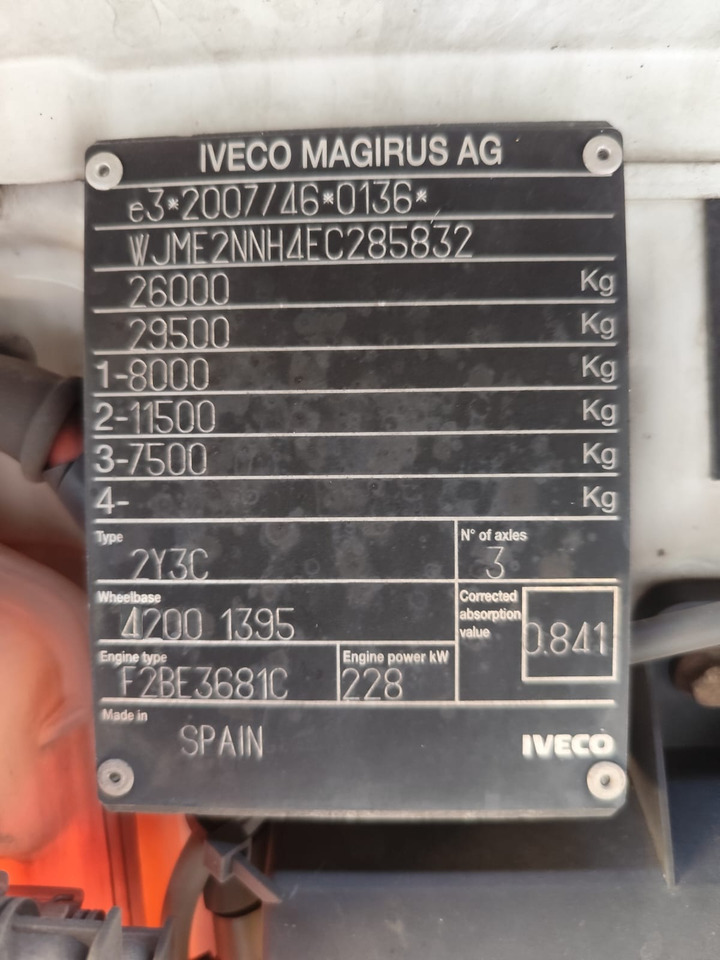 IVECO MAGIRUS AG
e3*2007/46*0136*
WJME2NNH4EC285832
26000 Kg
29500 Kg
1-8000 Kg
2-11500 Kg
3-7500 Kg
4- Kg
Type
2Y3C
N° of axles
3
Wheelbase
4200 1395
Corrected
absorption
value
0.841
Engine type
F2BE3681C
Engine power kW
228
Made in
SPAIN
IVECO